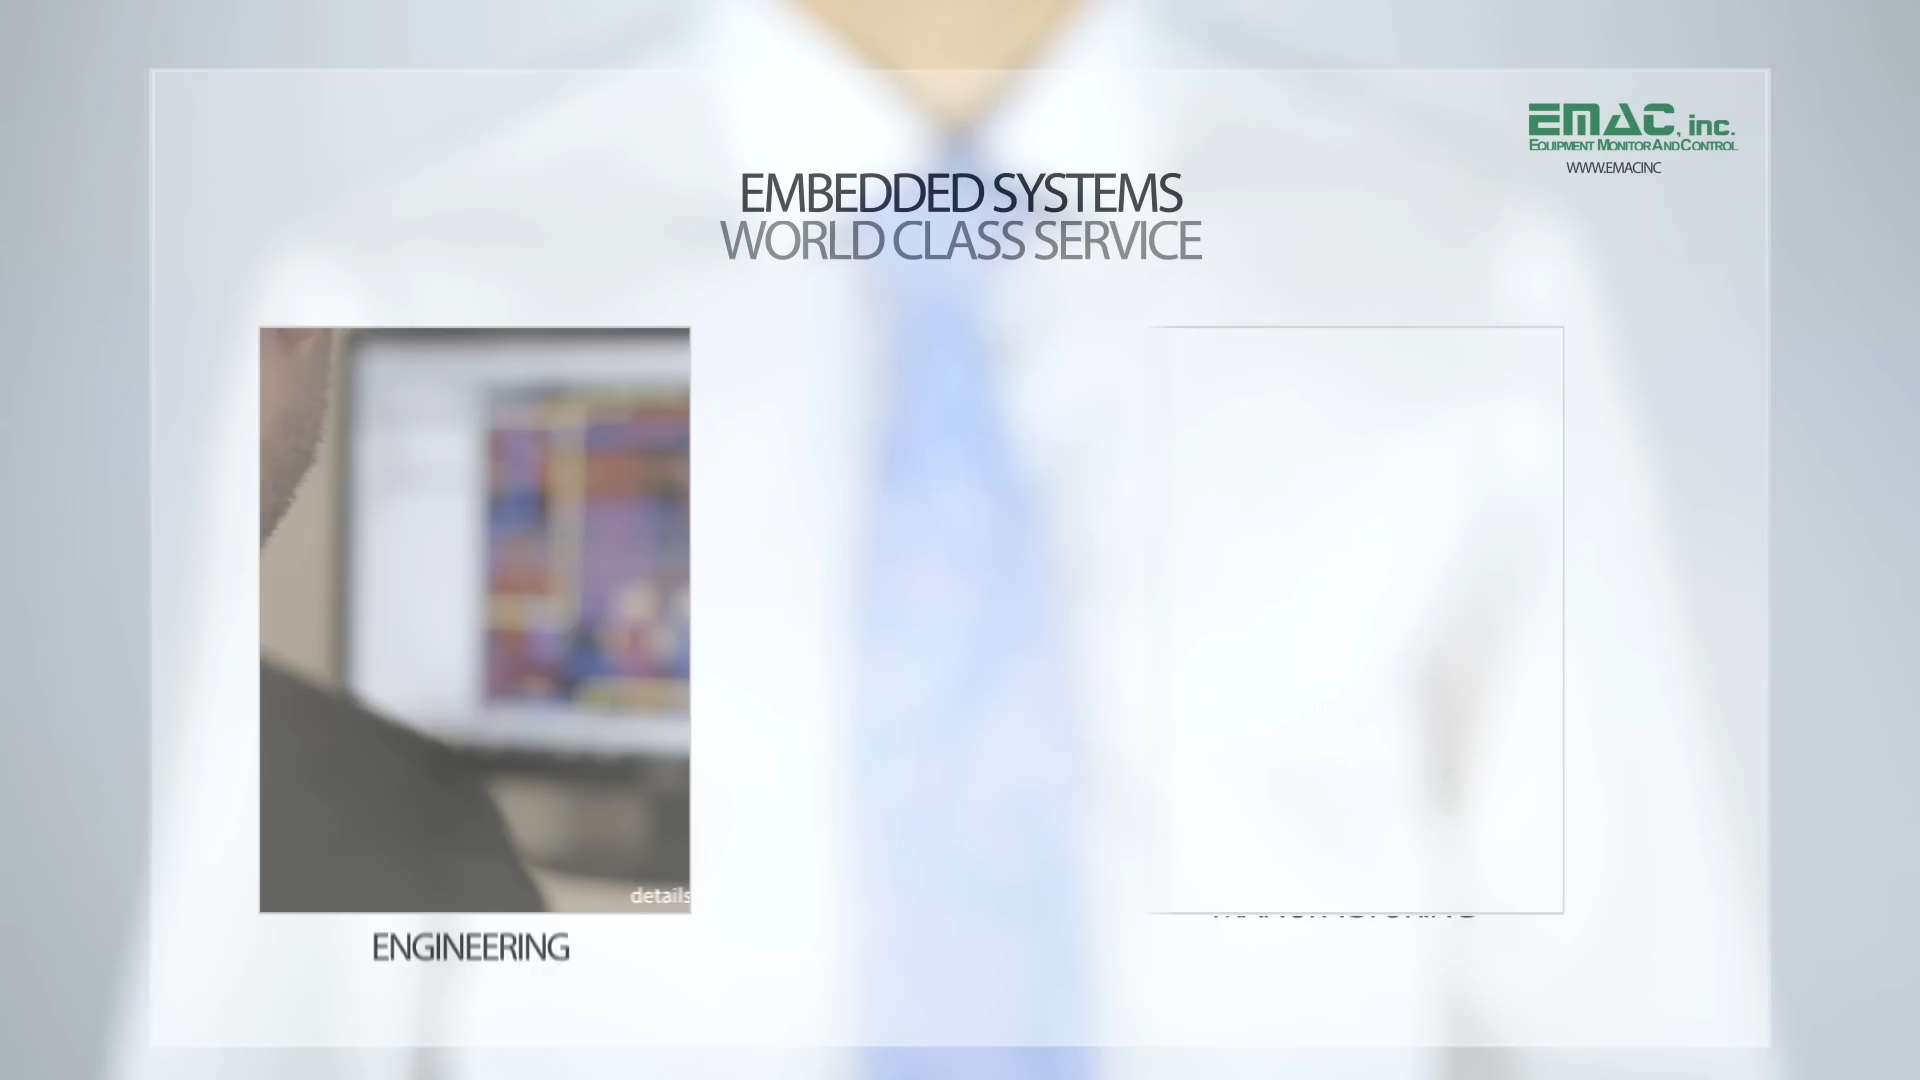 EMAC, inc.
EQUIPMENT MONITOR AND CONTROL
WWW.EMACINC
EMBEDDED SYSTEMS
WORLD CLASS SERVICE
details
ENGINEERING